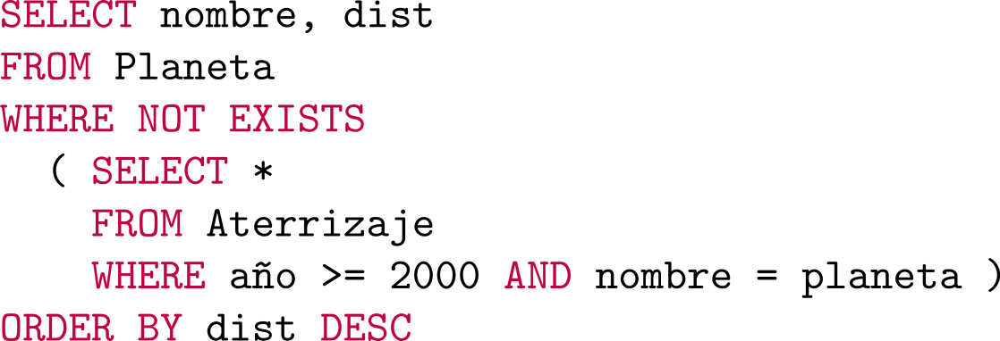 SELECT nombre, dist
FROM Planeta
WHERE NOT EXISTS
( SELECT *
FROM Aterrizaje
WHERE año >= 2000 AND nombre = planeta )
ORDER BY dist DESC